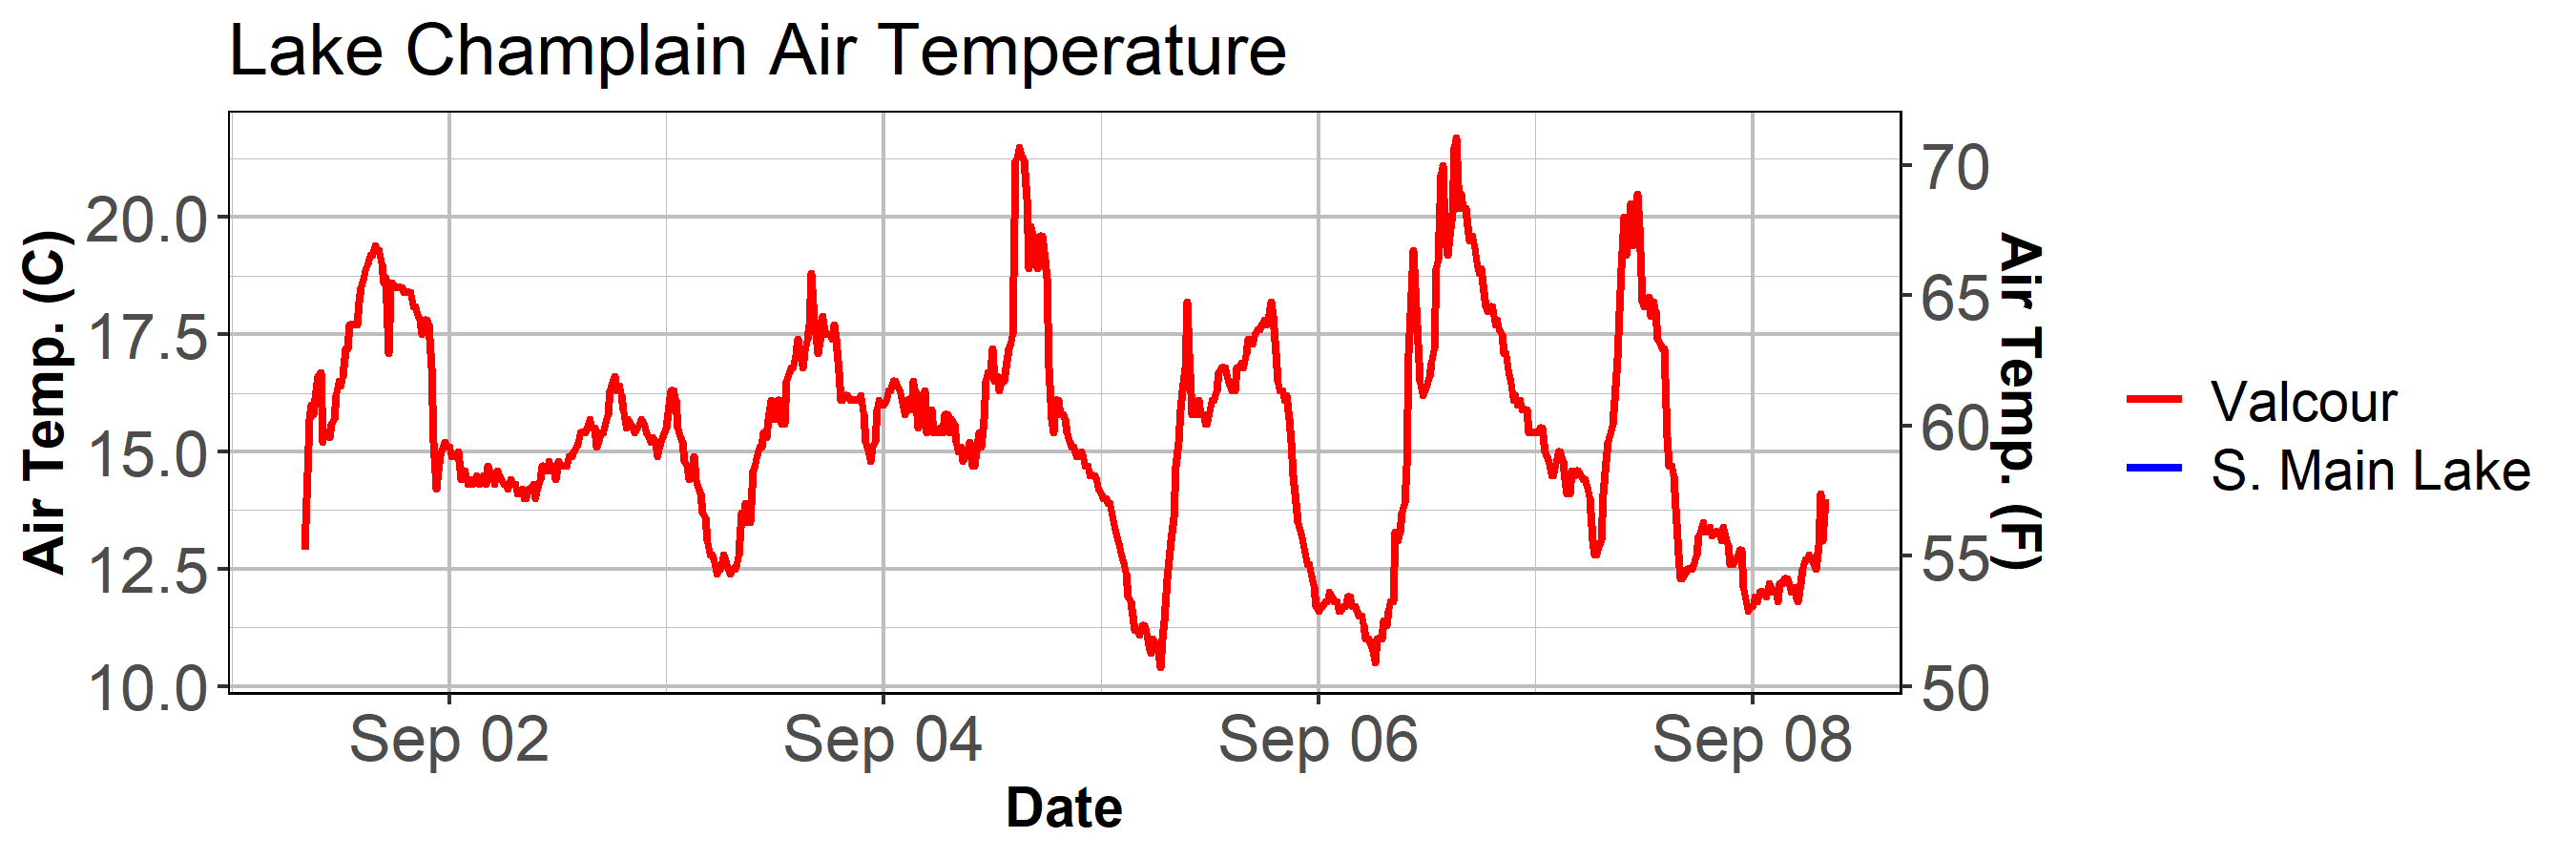 Lake Champlain Air Temperature
Air Temp. (C)
20.0
17.5
15.0
12.5
10.0
70
65
60
55
50
Air Temp. (F)
Sep 02 Sep 04 Sep 06 Sep 08
Date
Valcour
S. Main Lake